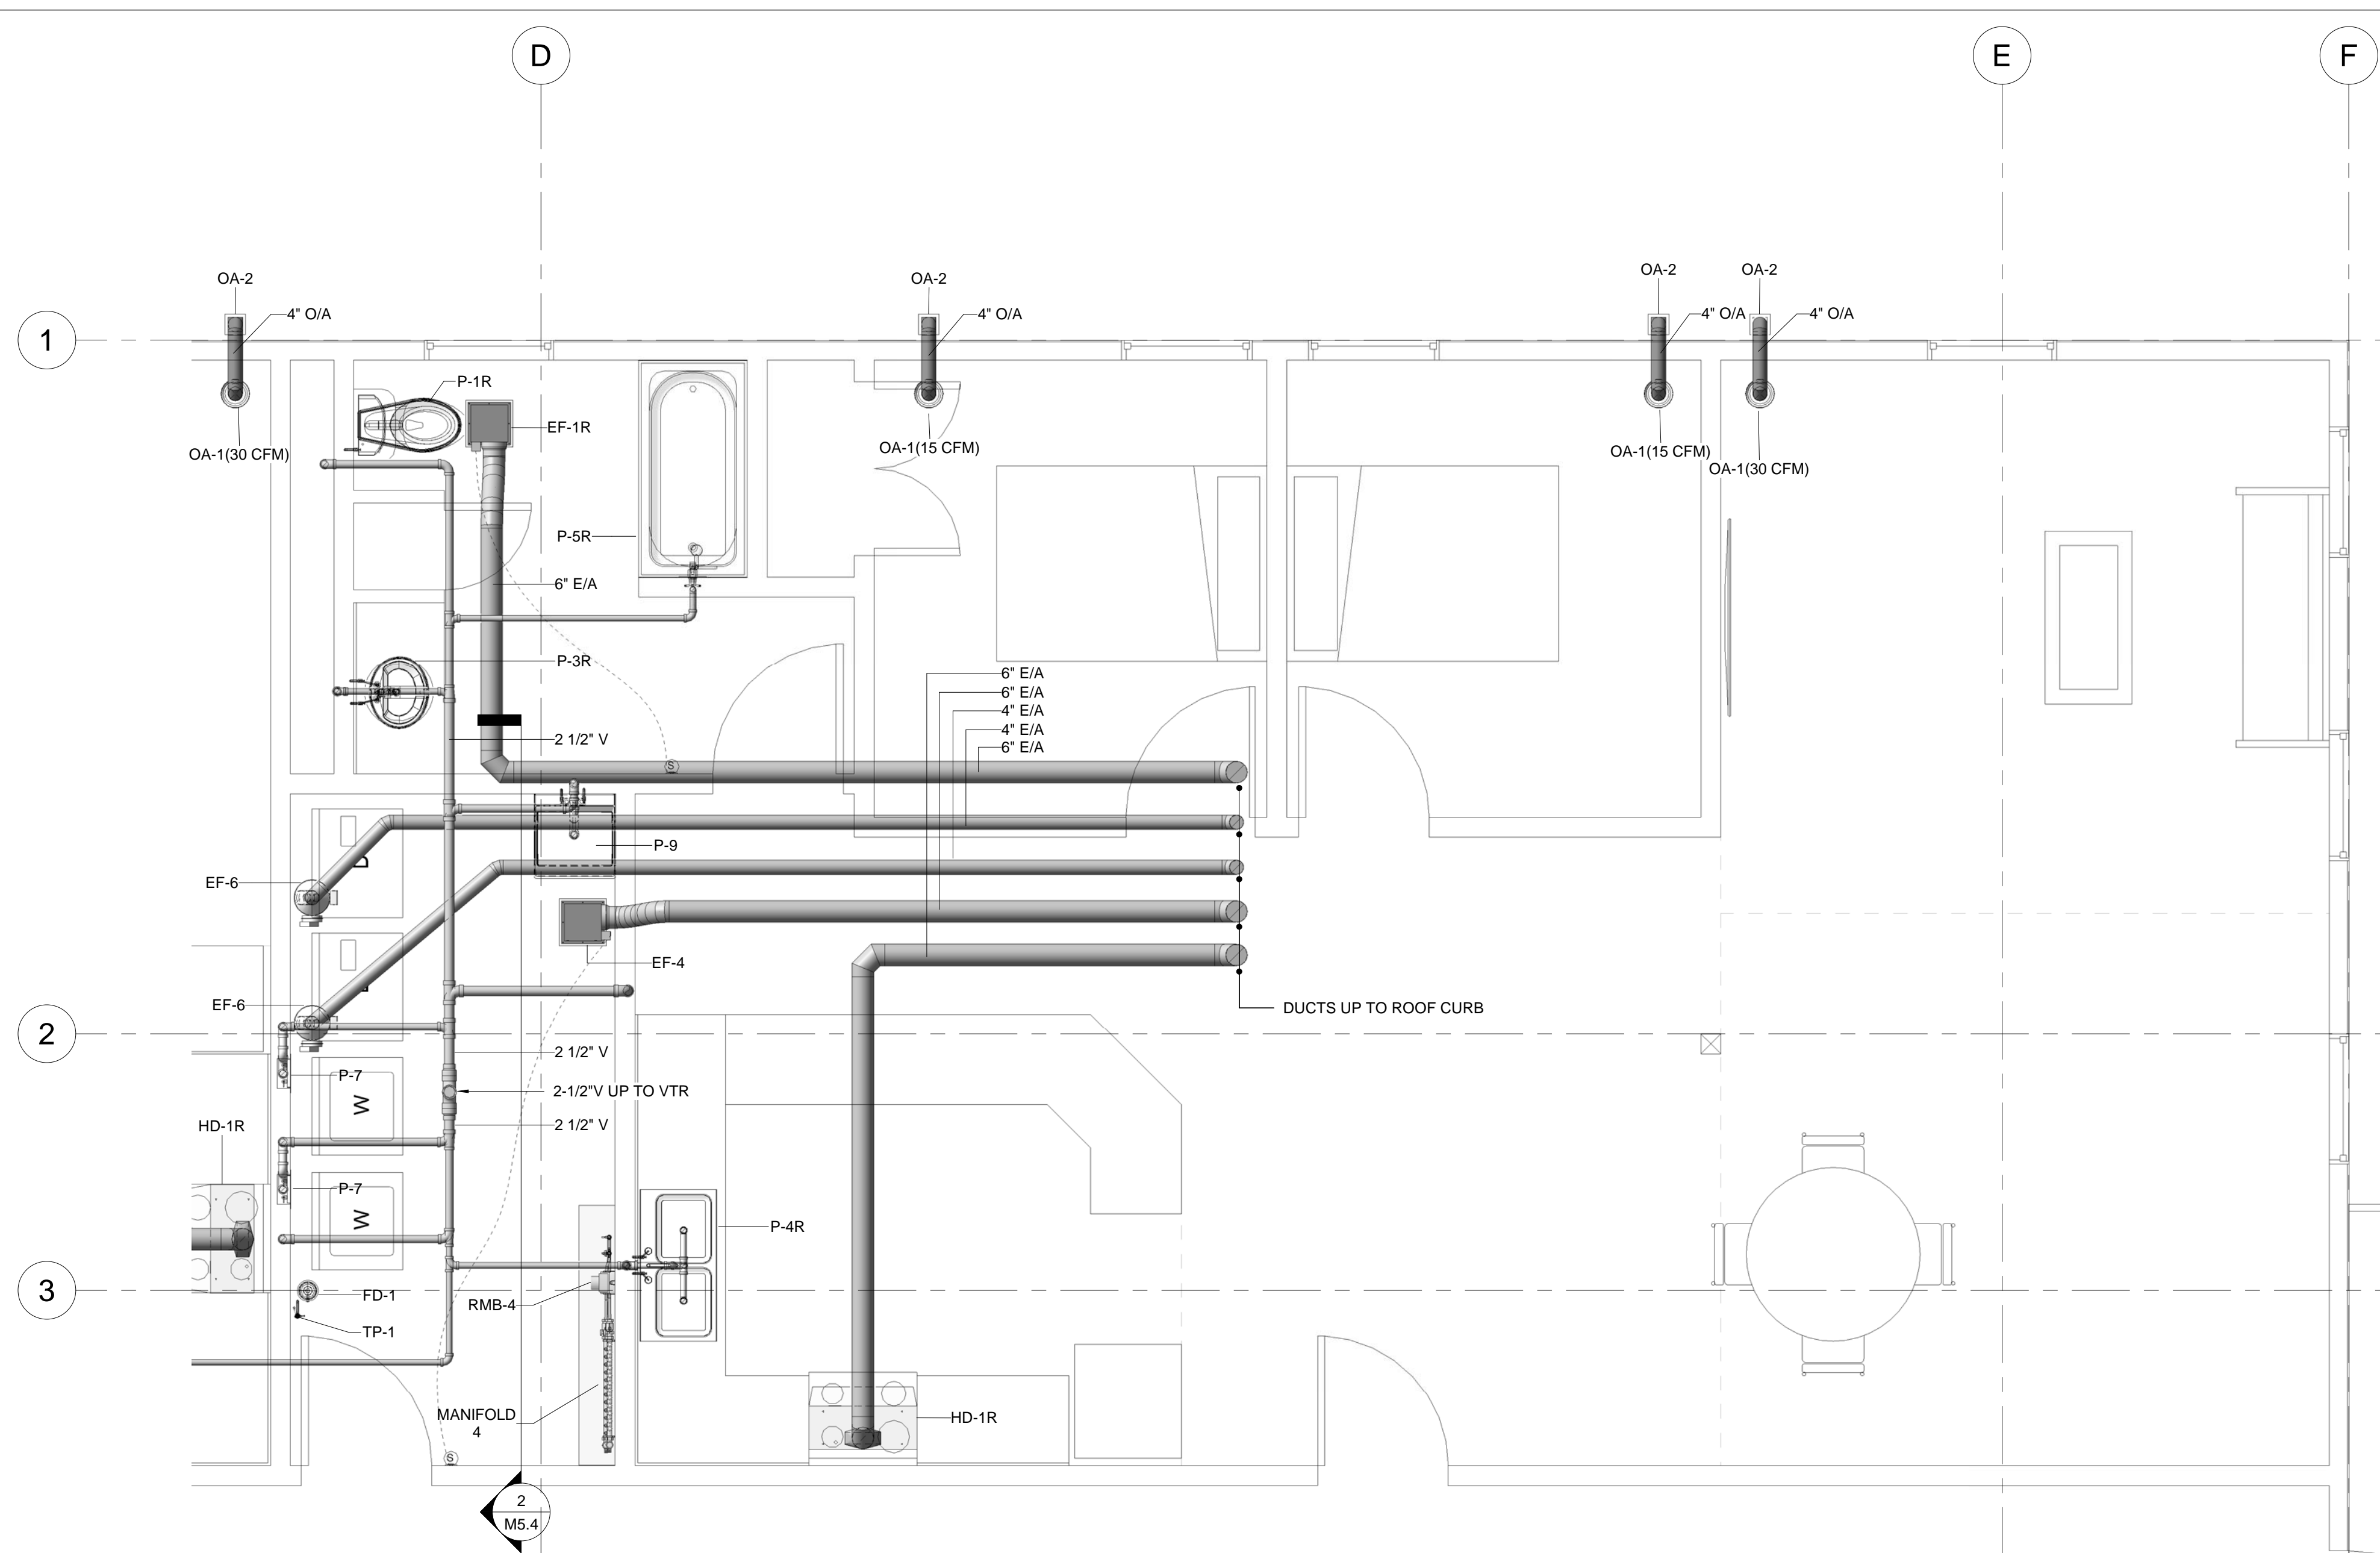 D
E
F
OA-2
OA-2
OA-2
OA-2
4" O/A
4" O/A
4" O/A
4" O/A
1
P-1R
EF-1R
OA-1(30 CFM)
OA-1(15 CFM)
OA-1(15 CFM)
OA-1(30 CFM)
P-5R
6" E/A
P-3R
6" E/A
6" E/A
4" E/A
4" E/A
6" E/A
2 1/2" V
S
P-9
D
EF-6
EF-4
EF-6
DUCTS UP TO ROOF CURB
2
2 1/2" V
P-7
2-1/2"V UP TO VTR
W
2 1/2" V
HD-1R
P-7
W
P-4R
3
FD-1
RMB-4
TP-1
MANIFOLD
4
HD-1R
S
2
M5.4